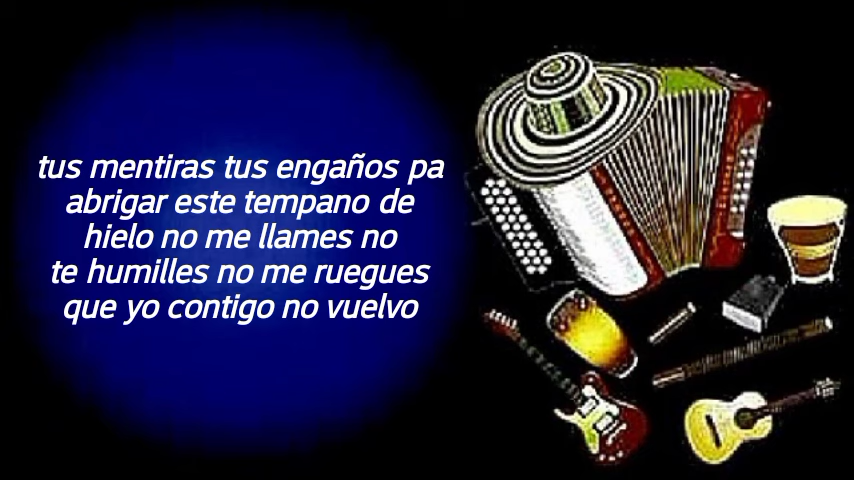 tus mentiras tus engaños pa
abrigar este tempano de
hielo no me llames no
te humilles no me ruegues
que yo contigo no vuelvo